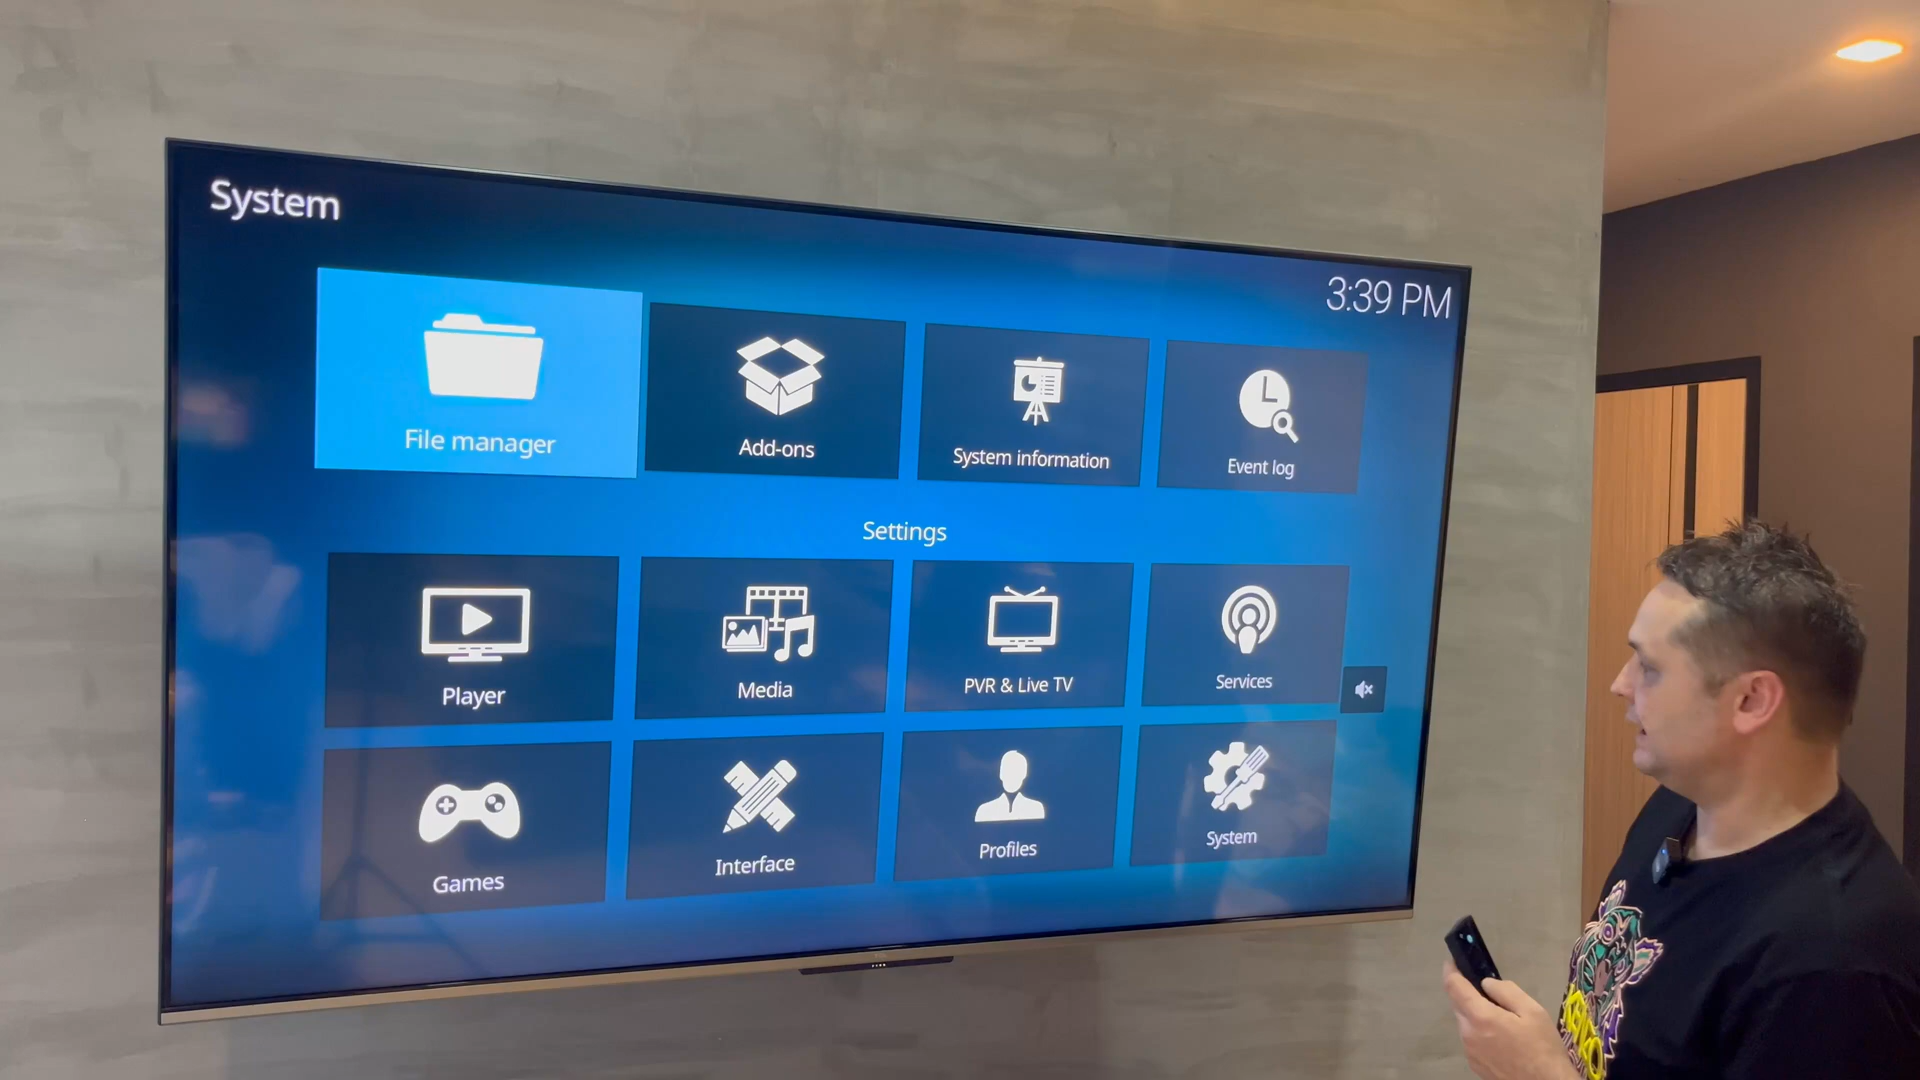 System
3:39 PM
File manager
Add-ons
System information
Event log
Settings
Player
Media
PVR & Live TV
Services
Games
Interface
Profiles
System